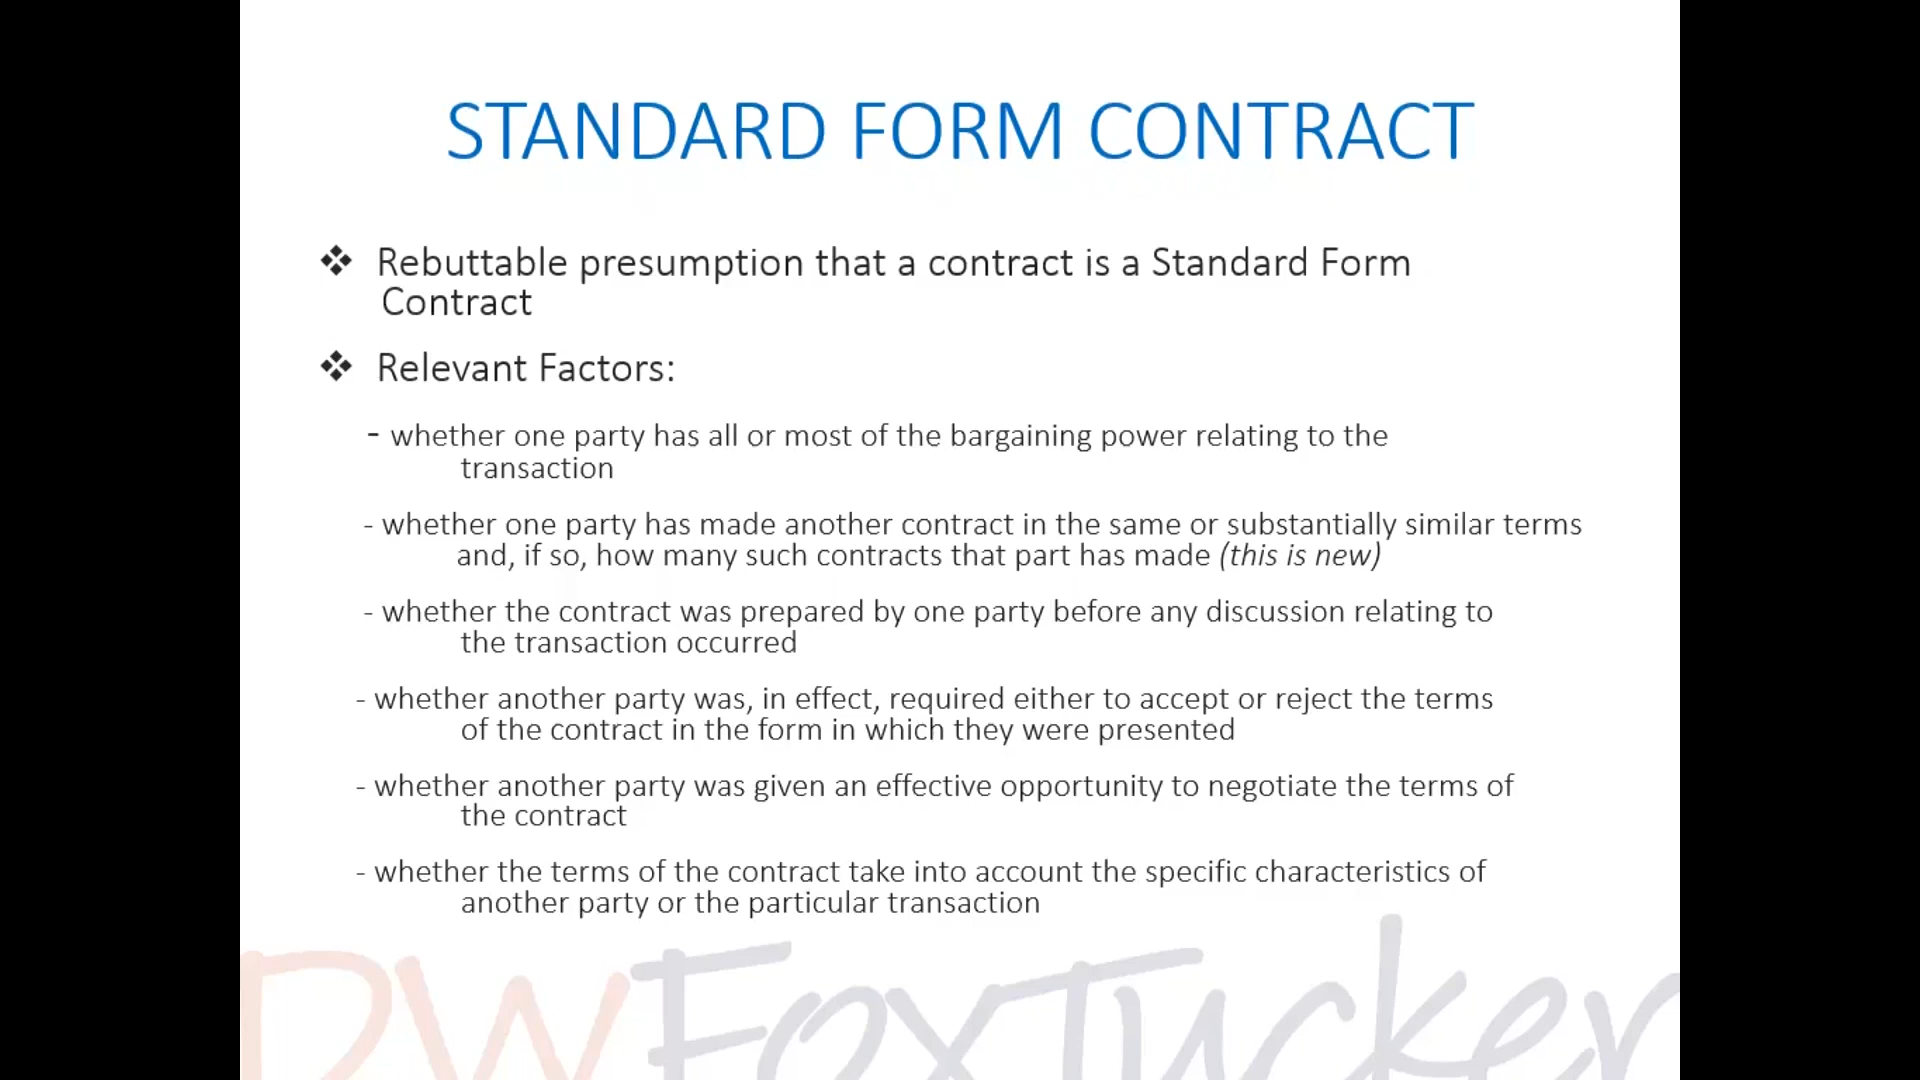 STANDARD FORM CONTRACT
❖ Rebuttable presumption that a contract is a Standard Form
Contract
❖ Relevant Factors:
- whether one party has all or most of the bargaining power relating to the
transaction
- whether one party has made another contract in the same or substantially similar terms
and, if so, how many such contracts that part has made (this is new)
- whether the contract was prepared by one party before any discussion relating to
the transaction occurred
- whether another party was, in effect, required either to accept or reject the terms
of the contract in the form in which they were presented
- whether another party was given an effective opportunity to negotiate the terms of
the contract
- whether the terms of the contract take into account the specific characteristics of
another party or the particular transaction
DWFoxTucker